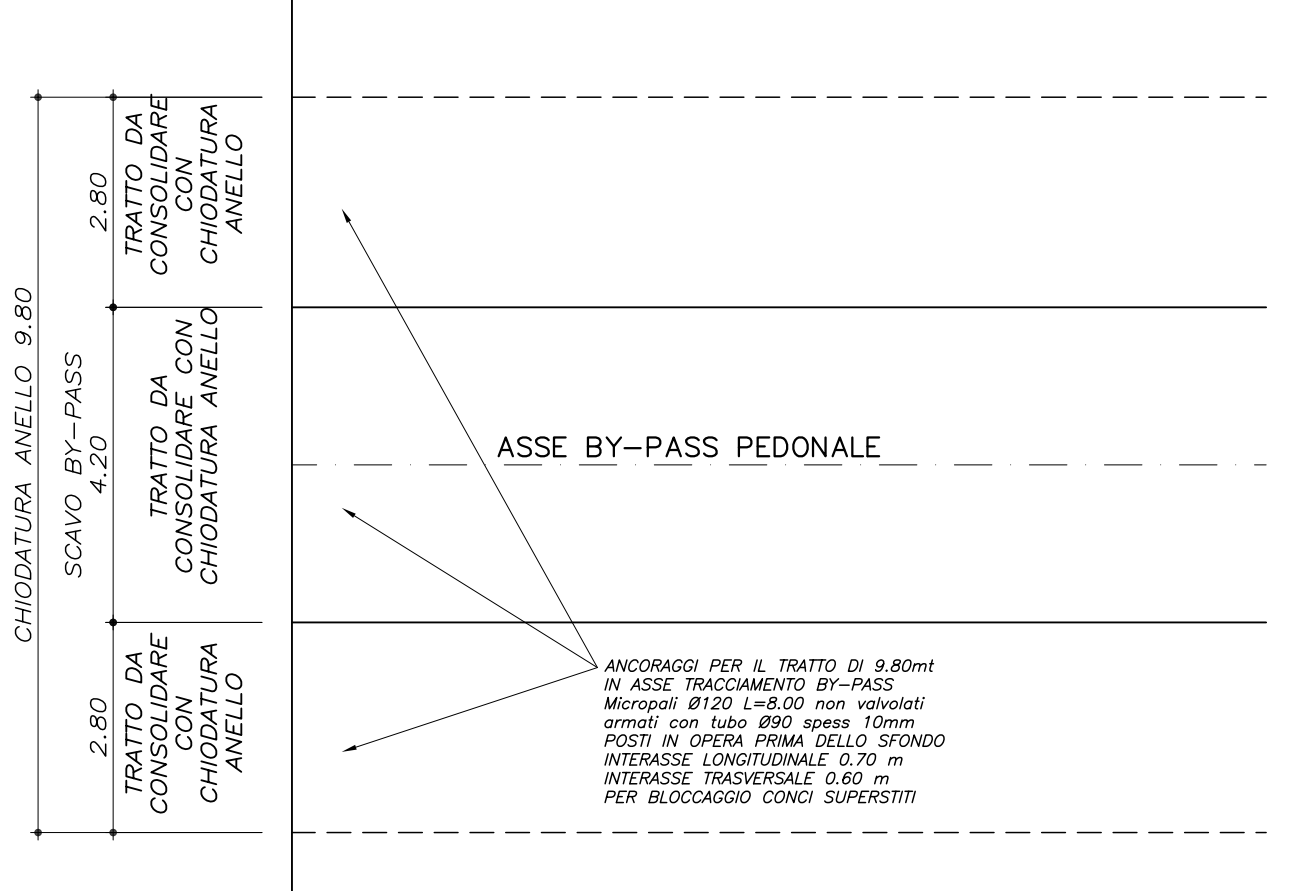 CHIODATURA ANELLO 9.80
SCAVO BY-PASS
4.20
2.80
TRATTO DA
CONSOLIDARE
CON
CHIODATURA
ANELLO
TRATTO DA
CONSOLIDARE CON
CHIODATURA ANELLO
2.80
TRATTO DA
CONSOLIDARE
CON
CHIODATURA
ANELLO
ASSE BY-PASS PEDONALE
ANCORAGGI PER IL TRATTO DI 9.80mt
IN ASSE TRACCIAMENTO BY-PASS
Micropali Ø120 L=8.00 non valvolati
armati con tubo Ø90 spess 10mm
POSTI IN OPERA PRIMA DELLO SFONDO
INTERASSE LONGITUDINALE 0.70 m
INTERASSE TRASVERSALE 0.60 m
PER BLOCCAGGIO CONCI SUPERSTITI